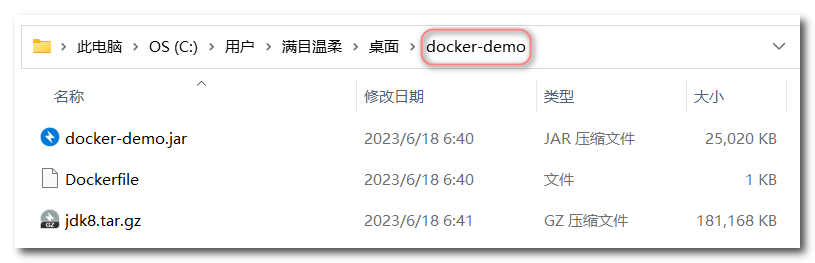 此电脑 > OS (C:) > 用户 > 满目温柔 > 桌面 > docker-demo
名称 修改日期 类型 大小
docker-demo.jar 2023/6/18 6:40 JAR 压缩文件 25,020 KB
Dockerfile 2023/6/18 6:40 文件 1 KB
GZ jdk8.tar.gz 2023/6/18 6:41 GZ 压缩文件 181,168 KB